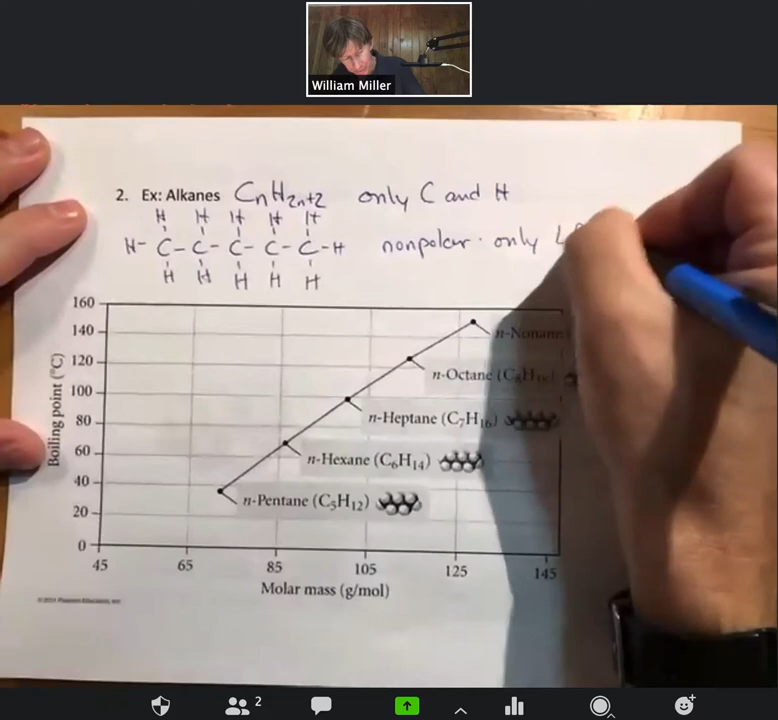 William Miller
2. Ex: Alkanes CnH2n+2 only C and H
H H H H H
H-C-C-C-C-C-H nonpolar · only
H H H H H
160
140
120
100
80
60
40
20
0
Boiling point (°C)
n-Nonane
n-Octane (C8H18)
n-Heptane (C7H16)
n-Hexane (C6H14)
n-Pentane (C5H12)
45 65 85 105 125 145
Molar mass (g/mol)
2